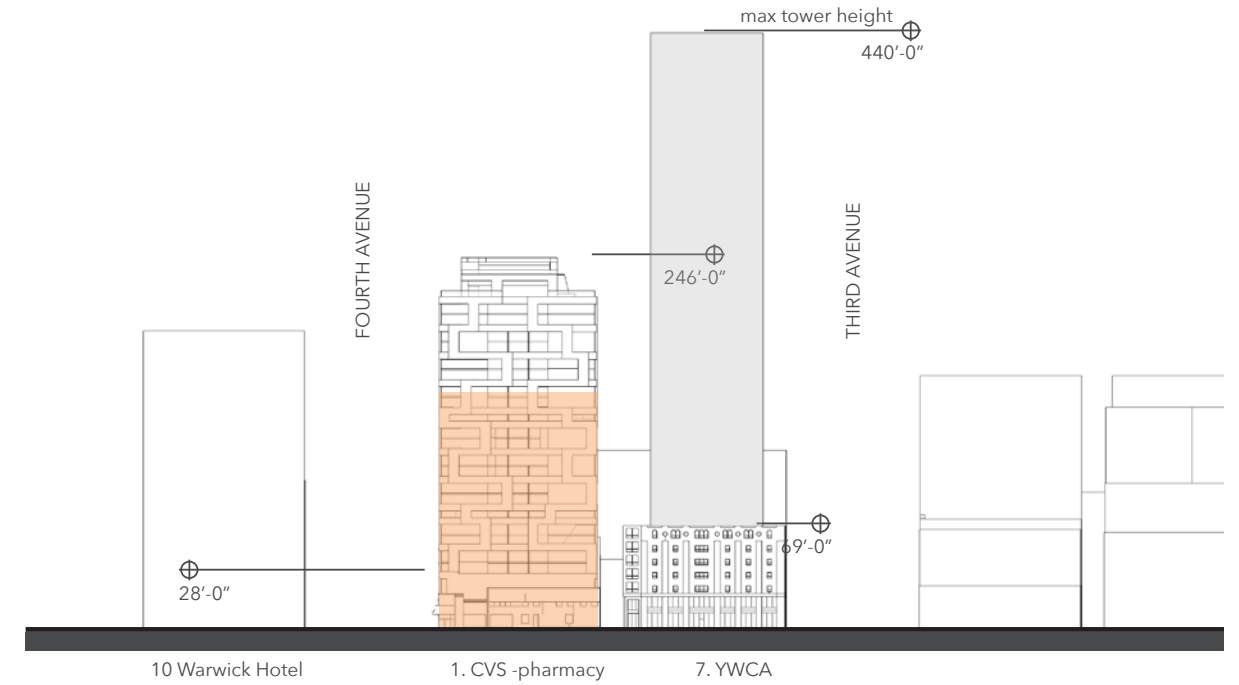 max tower height
440'-0"
FOURTH AVENUE
THIRD AVENUE
246'-0"
69'-0"
28'-0"
10 Warwick Hotel
1. CVS -pharmacy
7. YWCA